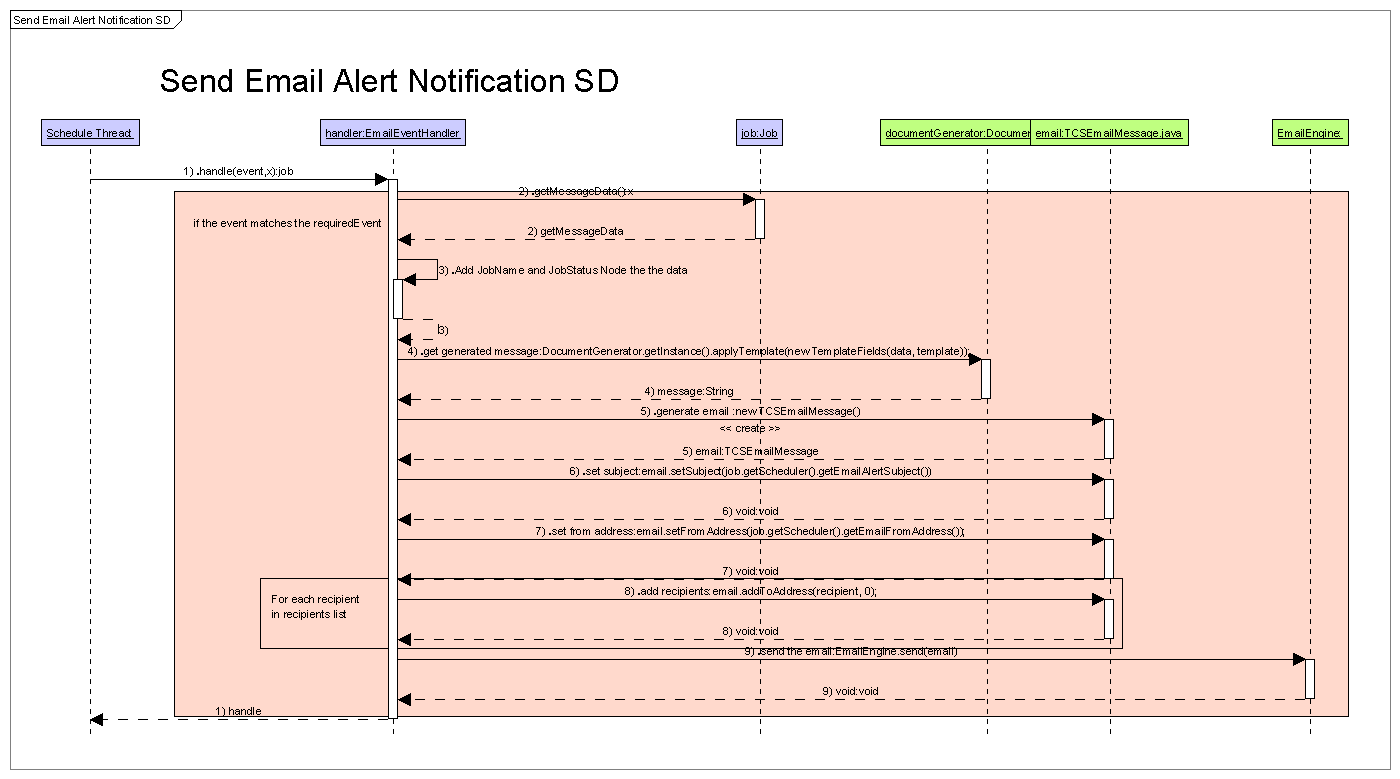 Send Email Alert Notification SD
Send Email Alert Notification SD
Schedule Thread:
handler:EmailEventHandler
job:Job
documentGenerator:Documen
email:TCSEmailMessage.java
EmailEngine:
1) .handle(event,x):job
2) .getMessageData():x
if the event matches the requiredEvent
2) getMessageData
3) .Add JobName and JobStatus Node the the data
3)
4) .get generated message:DocumentGenerator.getInstance().applyTemplate(newTemplateFields(data, template));
4) message:String
5) .generate email :newTCSEmailMessage()
<< create >>
5) email:TCSEmailMessage
6) .set subject:email.setSubject(job.getScheduler().getEmailAlertSubject())
6) void:void
7) .set from address:email.setFromAddress(job.getScheduler().getEmailFromAddress());
7) void:void
For each recipient
in recipients list
8) .add recipients:email.addToAddress(recipient, 0);
8) void:void
9) .send the email:EmailEngine.send(email)
9) void:void
1) handle